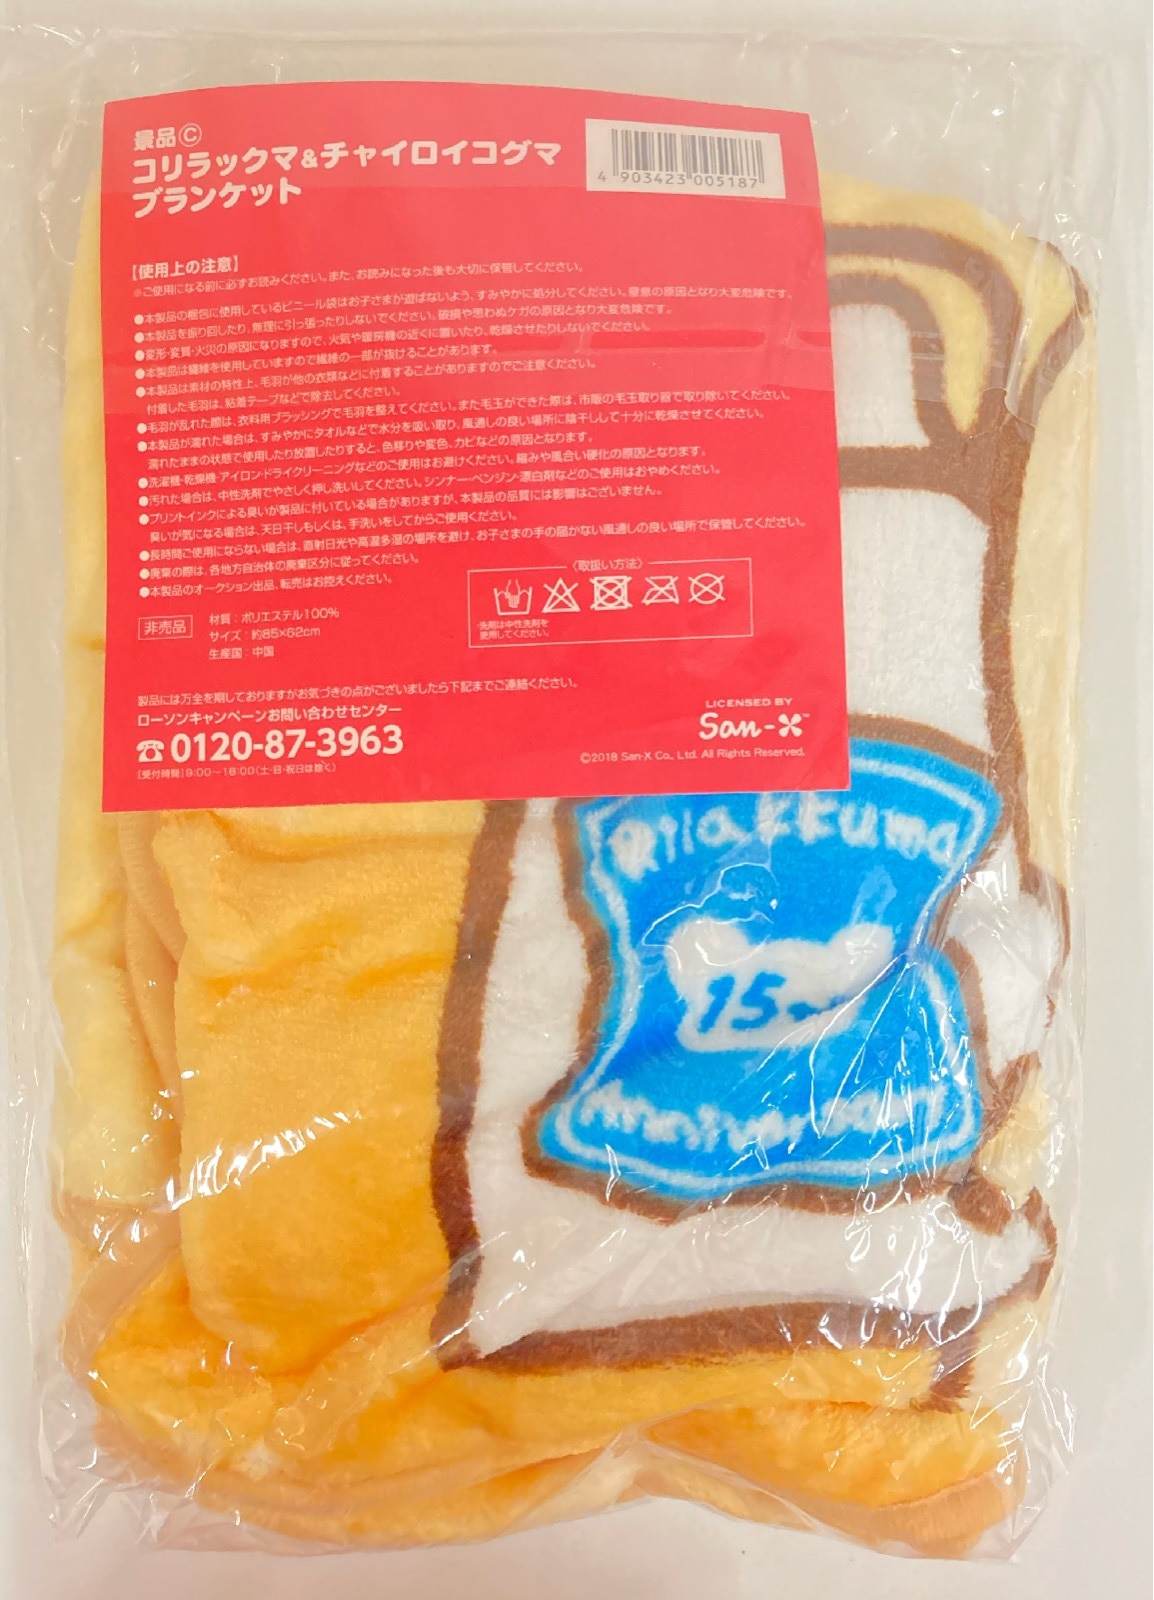 景品Ⓒ
コリラックマ&チャイロイコグマ
ブランケット
4 903423 005187
【使用上の注意】
※ご使用になる前に必ずお読みください。また、お読みになった後も大切に保管してください。
●本製品の梱包に使用しているビニール袋はお子さまが遊ばないよう、すみやかに処分してください。窒息の原因となり大変危険です。
●本製品を振り回したり、無理に引っ張ったりしないでください。破損や思わぬケガの原因となり大変危険です。
●変形・変質・火災の原因になりますので、火気や暖房機の近くに置いたり、乾燥させたりしないでください。
●本製品は繊維を使用していますので繊維の一部が抜けることがあります。
●本製品は素材の特性上、毛羽が他の衣類などに付着することがありますのでご注意ください。
付着した毛羽は、粘着テープなどで除去してください。
●毛羽が乱れた際は、衣料用ブラッシングで毛羽を整えてください。また毛玉ができた際は、市販の毛玉取り器で取り除いてください。
●本製品が濡れた場合は、すみやかにタオルなどで水分を吸い取り、風通しの良い場所に陰干しして十分に乾燥させてください。
濡れたままの状態で使用したり放置したりすると、色移りや変色、カビなどの原因となります。
●洗濯機・乾燥機・アイロン・ドライクリーニングなどのご使用はお避けください。縮みや風合い硬化の原因となります。
●汚れた場合は、中性洗剤でやさしく押し洗いしてください。シンナー・ベンジン・漂白剤などのご使用はおやめください。
●プリントインクによる臭いが製品に付いている場合がありますが、本製品の品質には影響はございません。
臭いが気になる場合は、天日干しもしくは、手洗いをしてからご使用ください。
●長時間ご使用にならない場合は、直射日光や高温多湿の場所を避け、お子さまの手の届かない風通しの良い場所で保管してください。
●廃棄の際は、各地方自治体の廃棄区分に従ってください。
●本製品のオークション出品、転売はお控えください。
〈取扱い方法〉
洗剤は中性洗剤を
使用してください。
非売品
材質：ポリエステル100%
サイズ：約85×62cm
生産国：中国
製品には万全を期しておりますがお気づきの点がございましたら下記までご連絡ください。
ローソンキャンペーンお問い合わせセンター
☎0120-87-3963
［受付時間］9:00〜18:00(土・日・祝日は除く)
LICENSED BY
San-X™
©2018 San-X Co., Ltd. All Rights Reserved.
Rilakkuma
15th
Anniversary